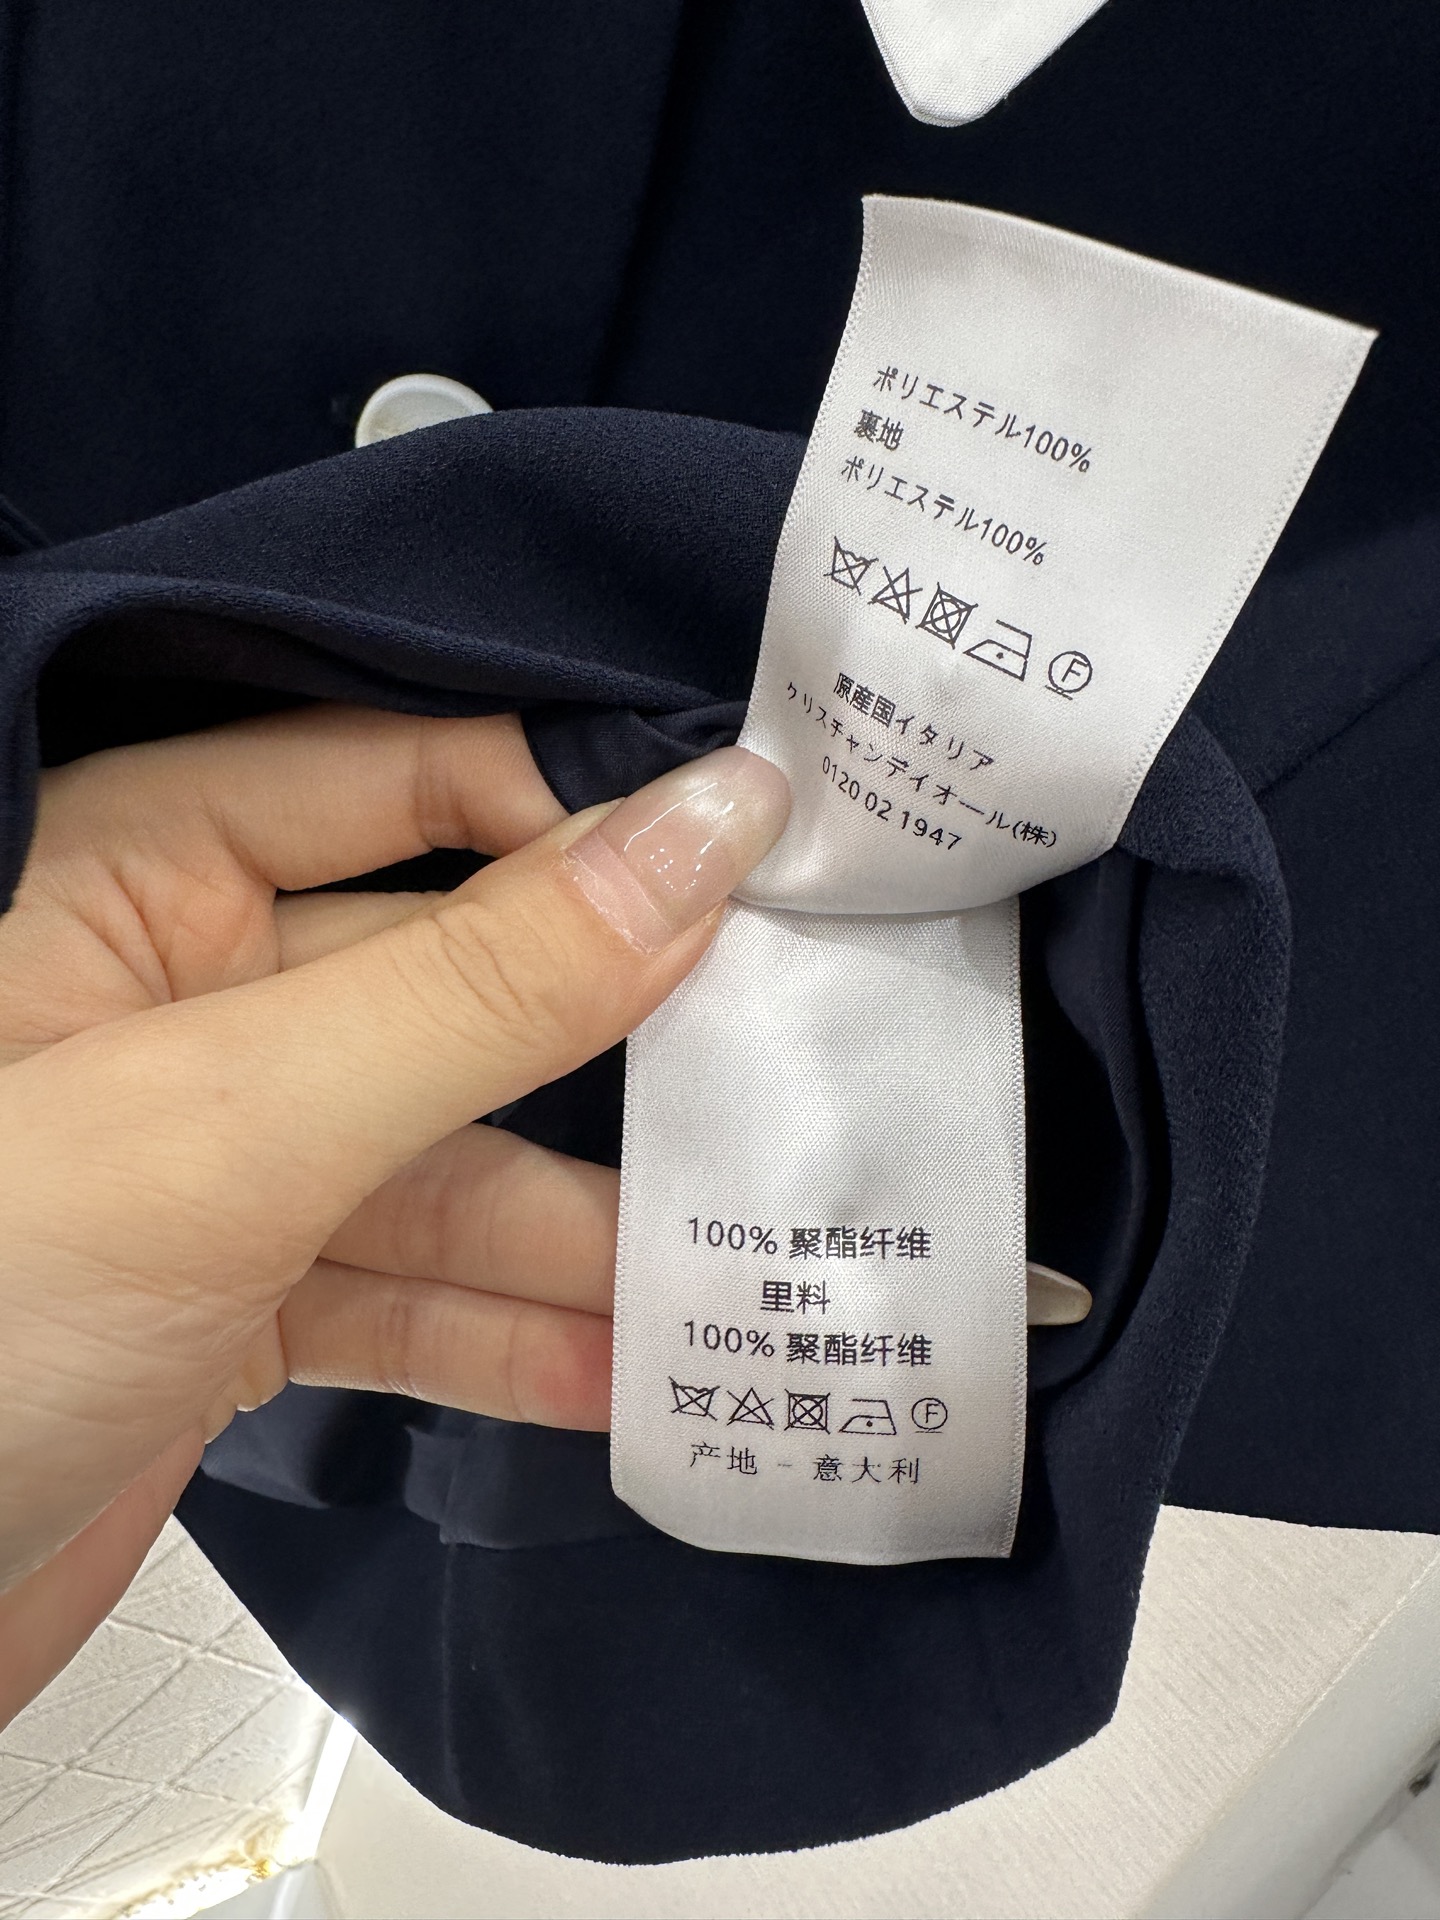 ポリエステル100%
裏地
ポリエステル100%
F
原産国イタリア
クリスチャンディオール(株)
0120 02 1947
100% 聚酯纤维
里料
100% 聚酯纤维
F
产地 - 意大利